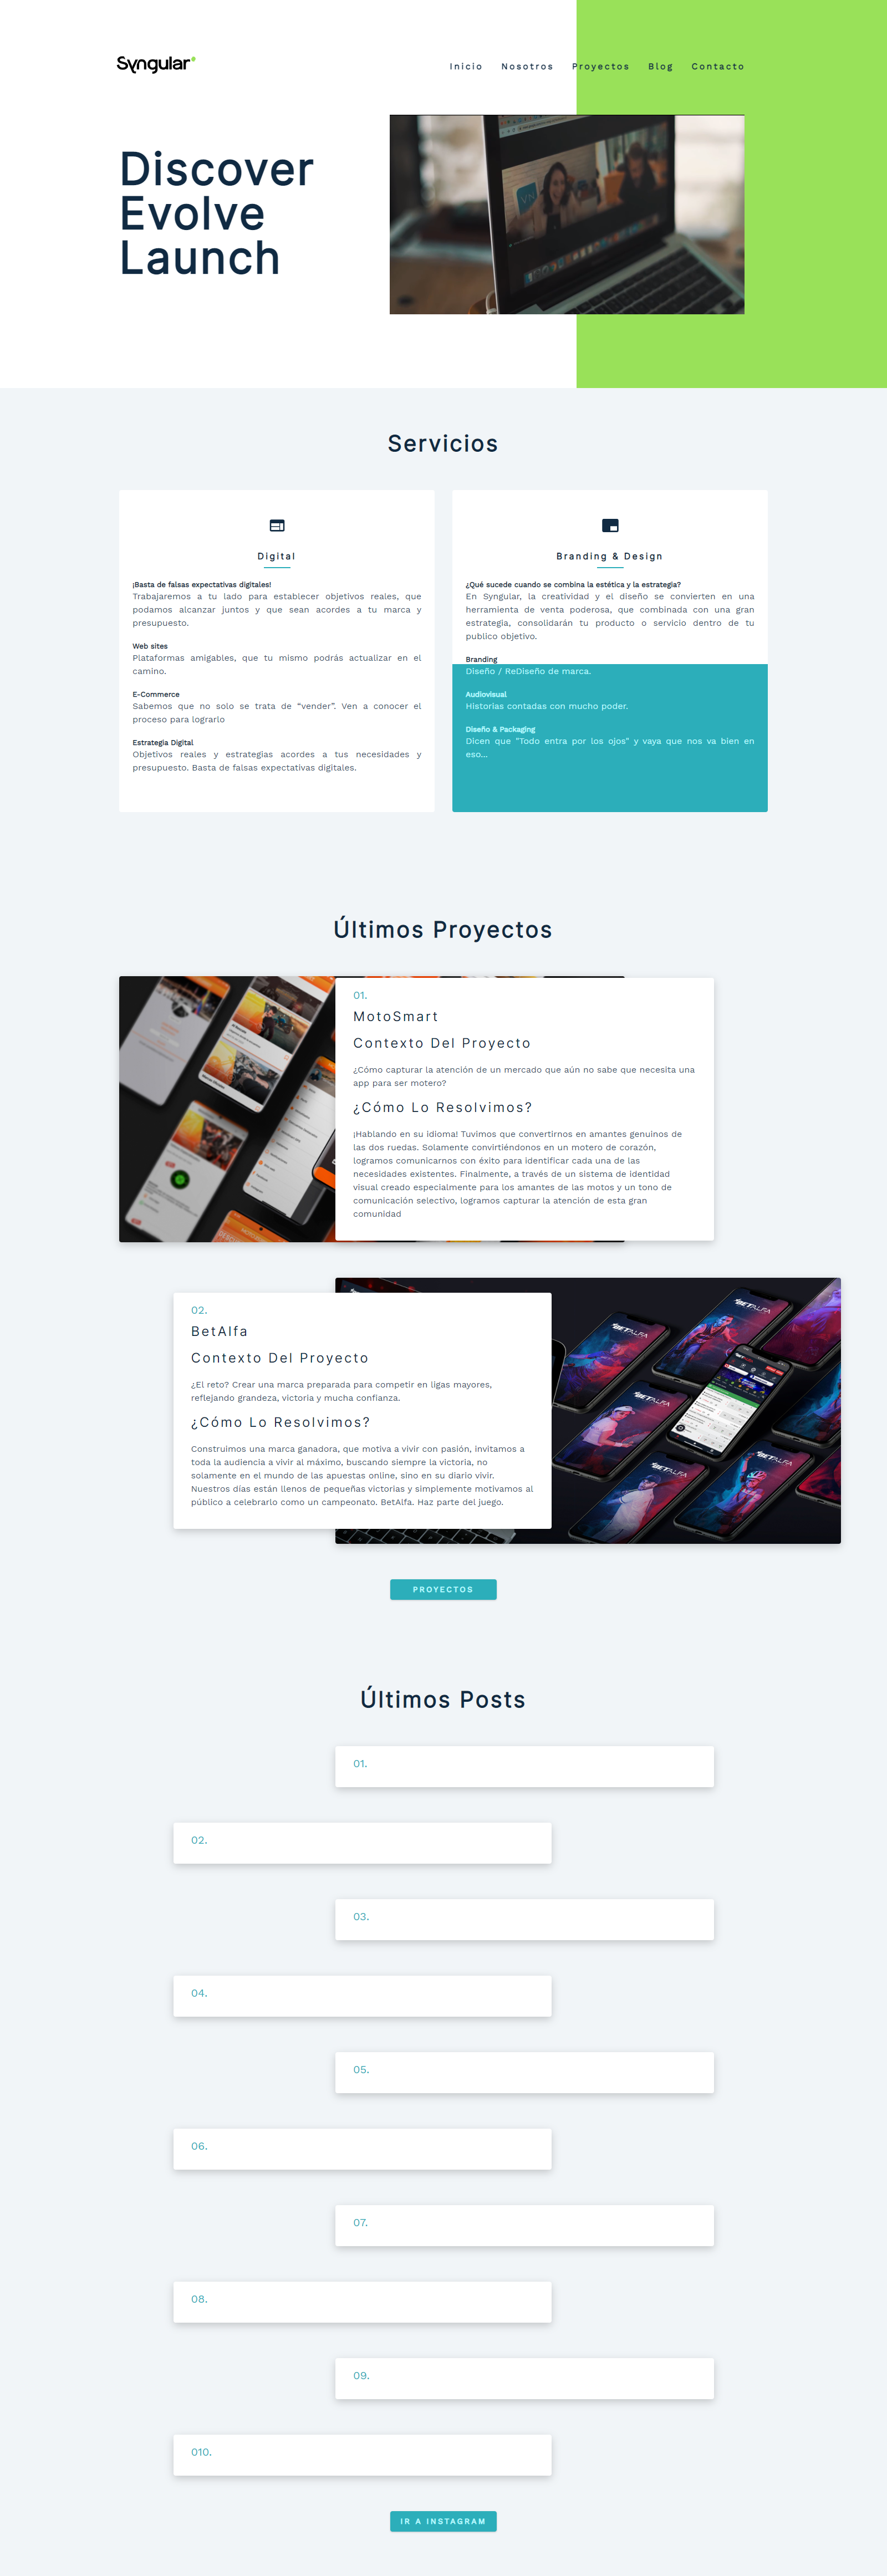 Syngular
Inicio Nosotros Proyectos Blog Contacto
Discover
Evolve
Launch
Servicios
Digital
¡Basta de falsas expectativas digitales!
Trabajaremos a tu lado para establecer objetivos reales, que
podamos alcanzar juntos y que sean acordes a tu marca y
presupuesto.
Web sites
Plataformas amigables, que tu mismo podrás actualizar en el
camino.
E-Commerce
Sabemos que no solo se trata de “vender”. Ven a conocer el
proceso para lograrlo
Estrategia Digital
Objetivos reales y estrategias acordes a tus necesidades y
presupuesto. Basta de falsas expectativas digitales.
Branding & Design
¿Qué sucede cuando se combina la estética y la estrategia?
En Syngular, la creatividad y el diseño se convierten en una
herramienta de venta poderosa, que combinada con una gran
estrategia, consolidarán tu producto o servicio dentro de tu
publico objetivo.
Branding
Diseño / ReDiseño de marca.
Audiovisual
Historias contadas con mucho poder.
Diseño & Packaging
Dicen que "Todo entra por los ojos" y vaya que nos va bien en
eso...
Últimos Proyectos
01.
MotoSmart
Contexto Del Proyecto
¿Cómo capturar la atención de un mercado que aún no sabe que necesita una
app para ser motero?
¿Cómo Lo Resolvimos?
¡Hablando en su idioma! Tuvimos que convertirnos en amantes genuinos de
las dos ruedas. Solamente convirtiéndonos en un motero de corazón,
logramos comunicarnos con éxito para identificar cada una de las
necesidades existentes. Finalmente, a través de un sistema de identidad
visual creado especialmente para los amantes de las motos y un tono de
comunicación selectivo, logramos capturar la atención de esta gran
comunidad
02.
BetAlfa
Contexto Del Proyecto
¿El reto? Crear una marca preparada para competir en ligas mayores,
reflejando grandeza, victoria y mucha confianza.
¿Cómo Lo Resolvimos?
Construimos una marca ganadora, que motiva a vivir con pasión, invitamos a
toda la audiencia a vivir al máximo, buscando siempre la victoria, no
solamente en el mundo de las apuestas online, sino en su diario vivir.
Nuestros días están llenos de pequeñas victorias y simplemente motivamos al
público a celebrarlo como un campeonato. BetAlfa. Haz parte del juego.
BETALFA
BETALFA
BETALFA
BETALFA
BETALFA
PROYECTOS
Últimos Posts
01.
02.
03.
04.
05.
06.
07.
08.
09.
010.
IR A INSTAGRAM